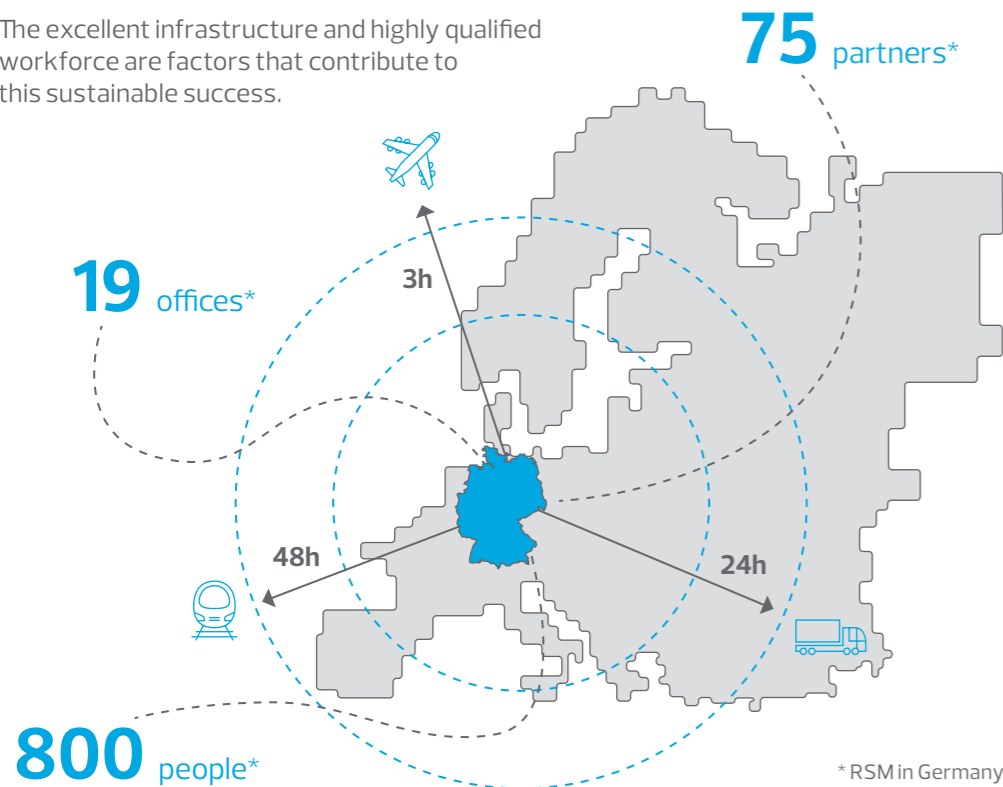 The excellent infrastructure and highly qualified
workforce are factors that contribute to
this sustainable success.
75 partners*
3h
19 offices*
48h
24h
800 people*
* RSM in Germany